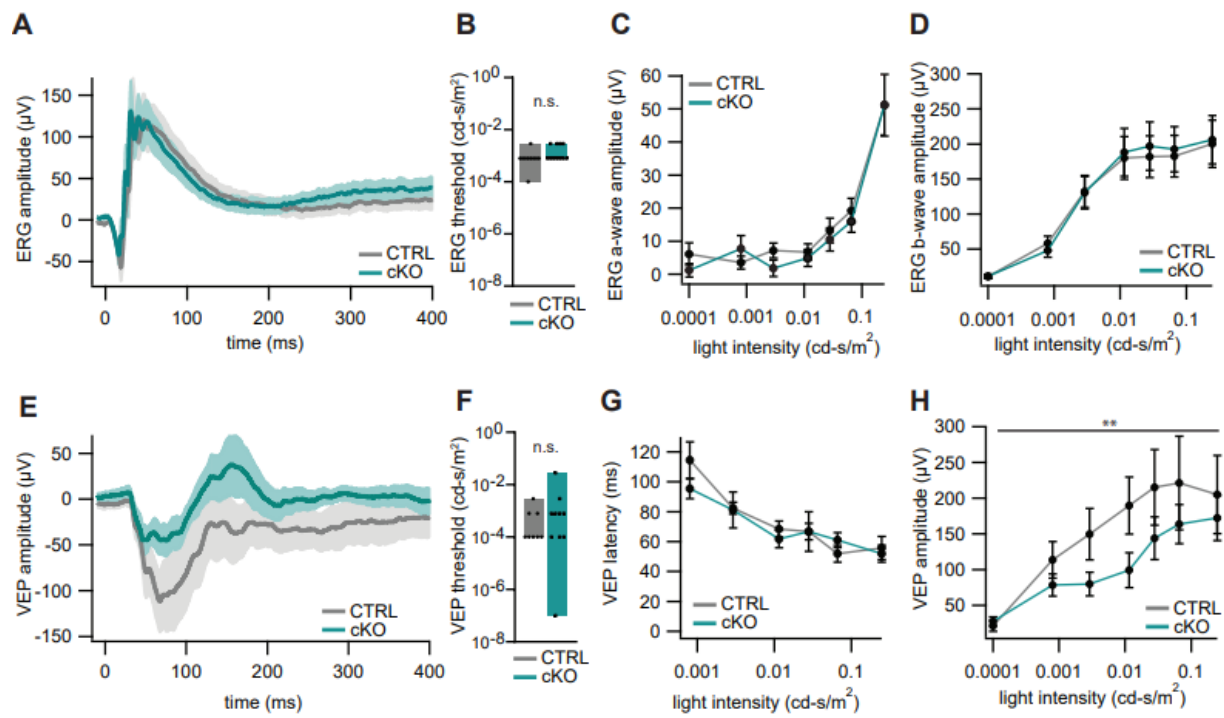 A
ERG amplitude (µV)
150
100
50
0
-50
CTRL
cKO
0
100
200
300
400
time (ms)
B
ERG threshold (cd-s/m²)
10⁰
10⁻²
10⁻⁴
10⁻⁶
10⁻⁸
n.s.
CTRL
cKO
C
ERG a-wave amplitude (µV)
60
50
40
30
20
10
0
CTRL
cKO
0.0001
0.001
0.01
0.1
light intensity (cd-s/m²)
D
ERG b-wave amplitude (µV)
300
250
200
150
100
50
CTRL
cKO
0.0001
0.001
0.01
0.1
light intensity (cd-s/m²)
E
VEP amplitude (µV)
50
0
-50
-100
-150
CTRL
cKO
0
100
200
300
400
time (ms)
F
VEP threshold (cd-s/m²)
10⁰
10⁻²
10⁻⁴
10⁻⁶
10⁻⁸
n.s.
CTRL
cKO
G
VEP latency (ms)
120
100
80
60
40
20
0
CTRL
cKO
0.001
0.01
0.1
light intensity (cd-s/m²)
H
VEP amplitude (µV)
300
250
200
150
100
50
**
CTRL
cKO
0.0001
0.001
0.01
0.1
light intensity (cd-s/m²)